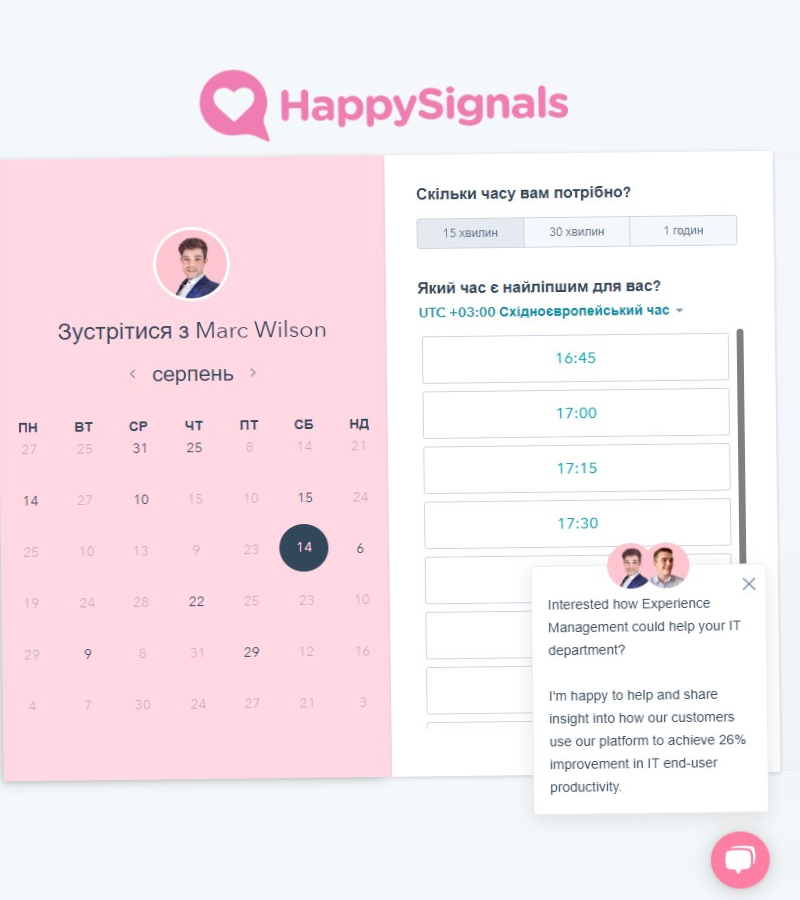 HappySignals
Зустрітися з Marc Wilson
серпень
ПН ВТ СР ЧТ ПТ СБ НД
27 25 31 25 8 14 21
14 27 10 15 10 15 24
25 10 13 9 23 14 6
19 24 28 22 25 23 10
29 9 8 31 29 12 16
4 7 30 24 27 21 3
Скільки часу вам потрібно?
15 хвилин 30 хвилин 1 годин
Який час є найліпшим для вас?
UTC +03:00 Східноєвропейський час
16:45
17:00
17:15
17:30
Interested how Experience
Management could help your IT
department?
I'm happy to help and share
insight into how our customers
use our platform to achieve 26%
improvement in IT end-user
productivity.